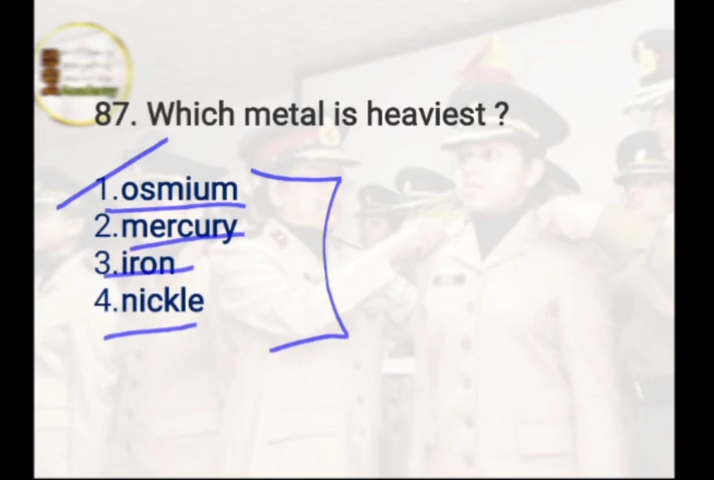 87. Which metal is heaviest ?
1.osmium
2.mercury
3.iron
4.nickle